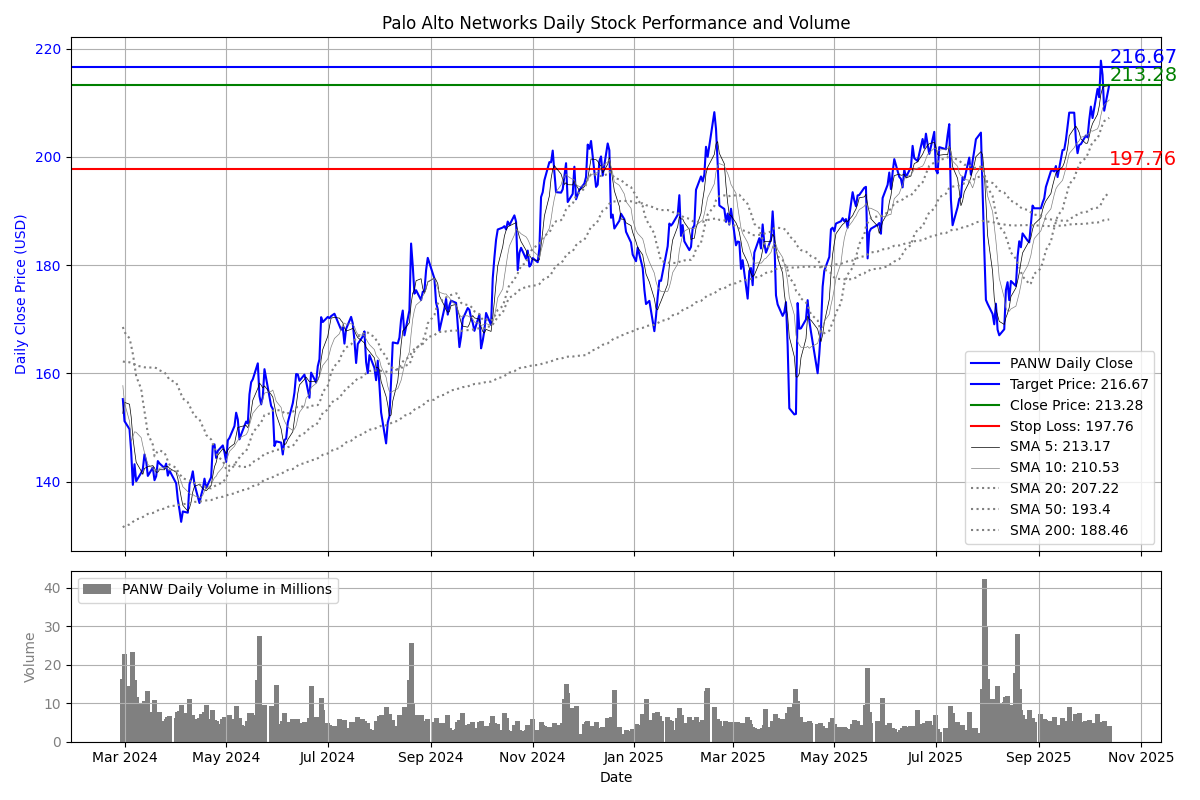 Palo Alto Networks Daily Stock Performance and Volume
220
200
180
160
140
Daily Close Price (USD)
216.67
213.28
197.76
PANW Daily Close
Target Price: 216.67
Close Price: 213.28
Stop Loss: 197.76
SMA 5: 213.17
SMA 10: 210.53
SMA 20: 207.22
SMA 50: 193.4
SMA 200: 188.46
40
30
20
10
0
Volume
PANW Daily Volume in Millions
Mar 2024 May 2024 Jul 2024 Sep 2024 Nov 2024 Jan 2025 Mar 2025 May 2025 Jul 2025 Sep 2025 Nov 2025
Date